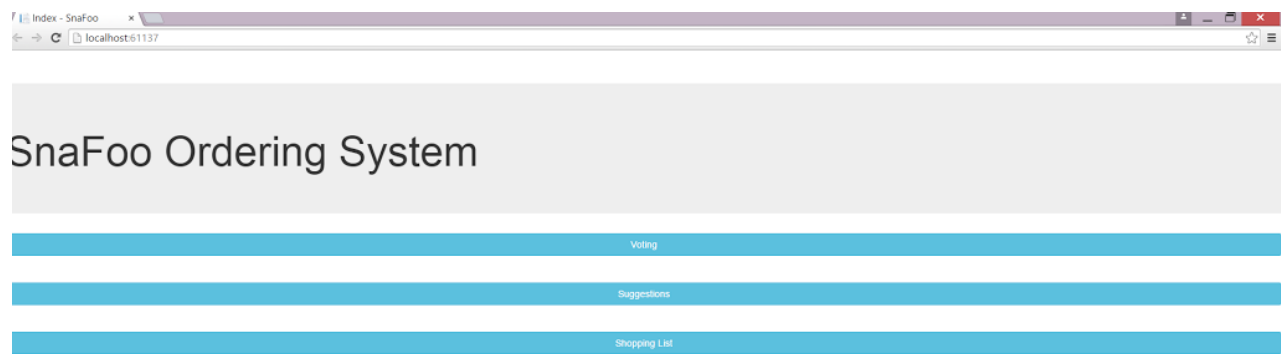 Index - SnaFoo
localhost:61137
SnaFoo Ordering System
Voting
Suggestions
Shopping List